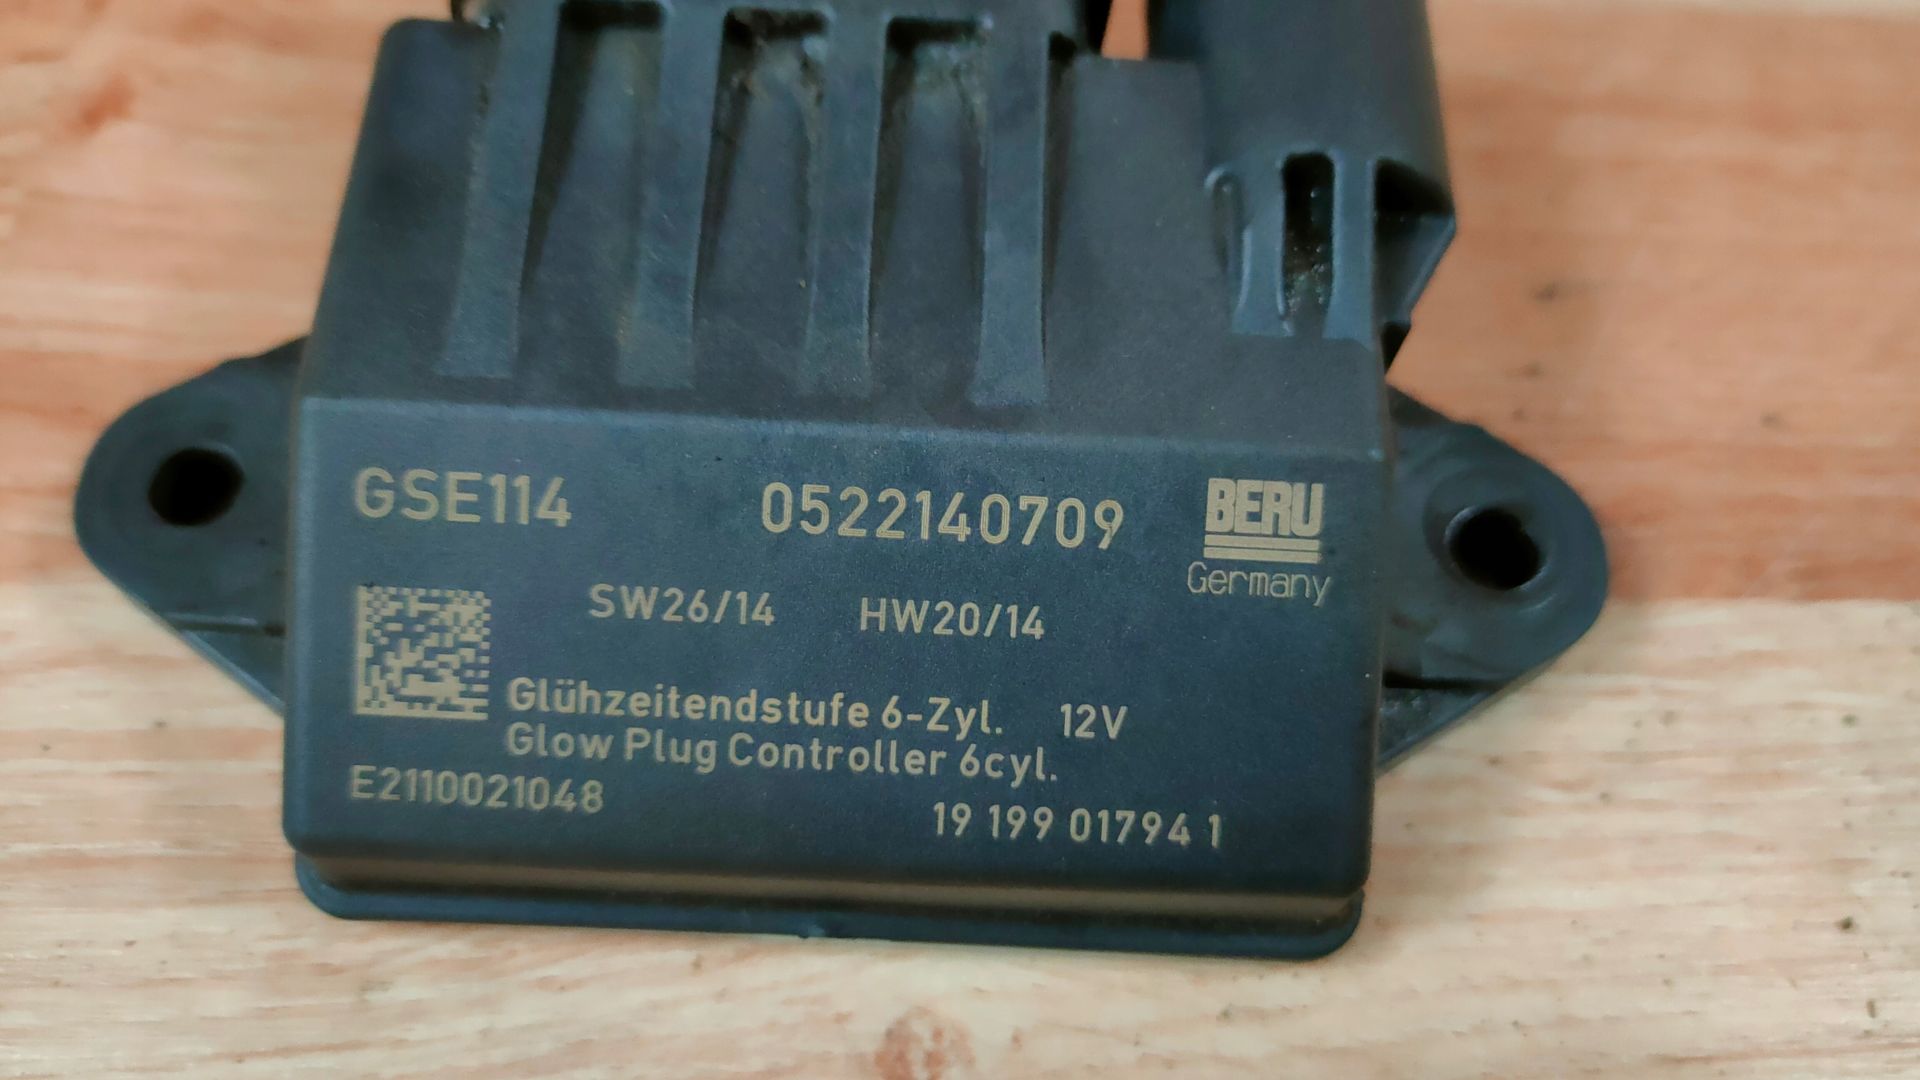 GSE114 0522140709 BERU
Germany
SW26/14 HW20/14
Glühzeitendstufe 6-Zyl. 12V
Glow Plug Controller 6cyl.
E2110021048
19 199 01794 1